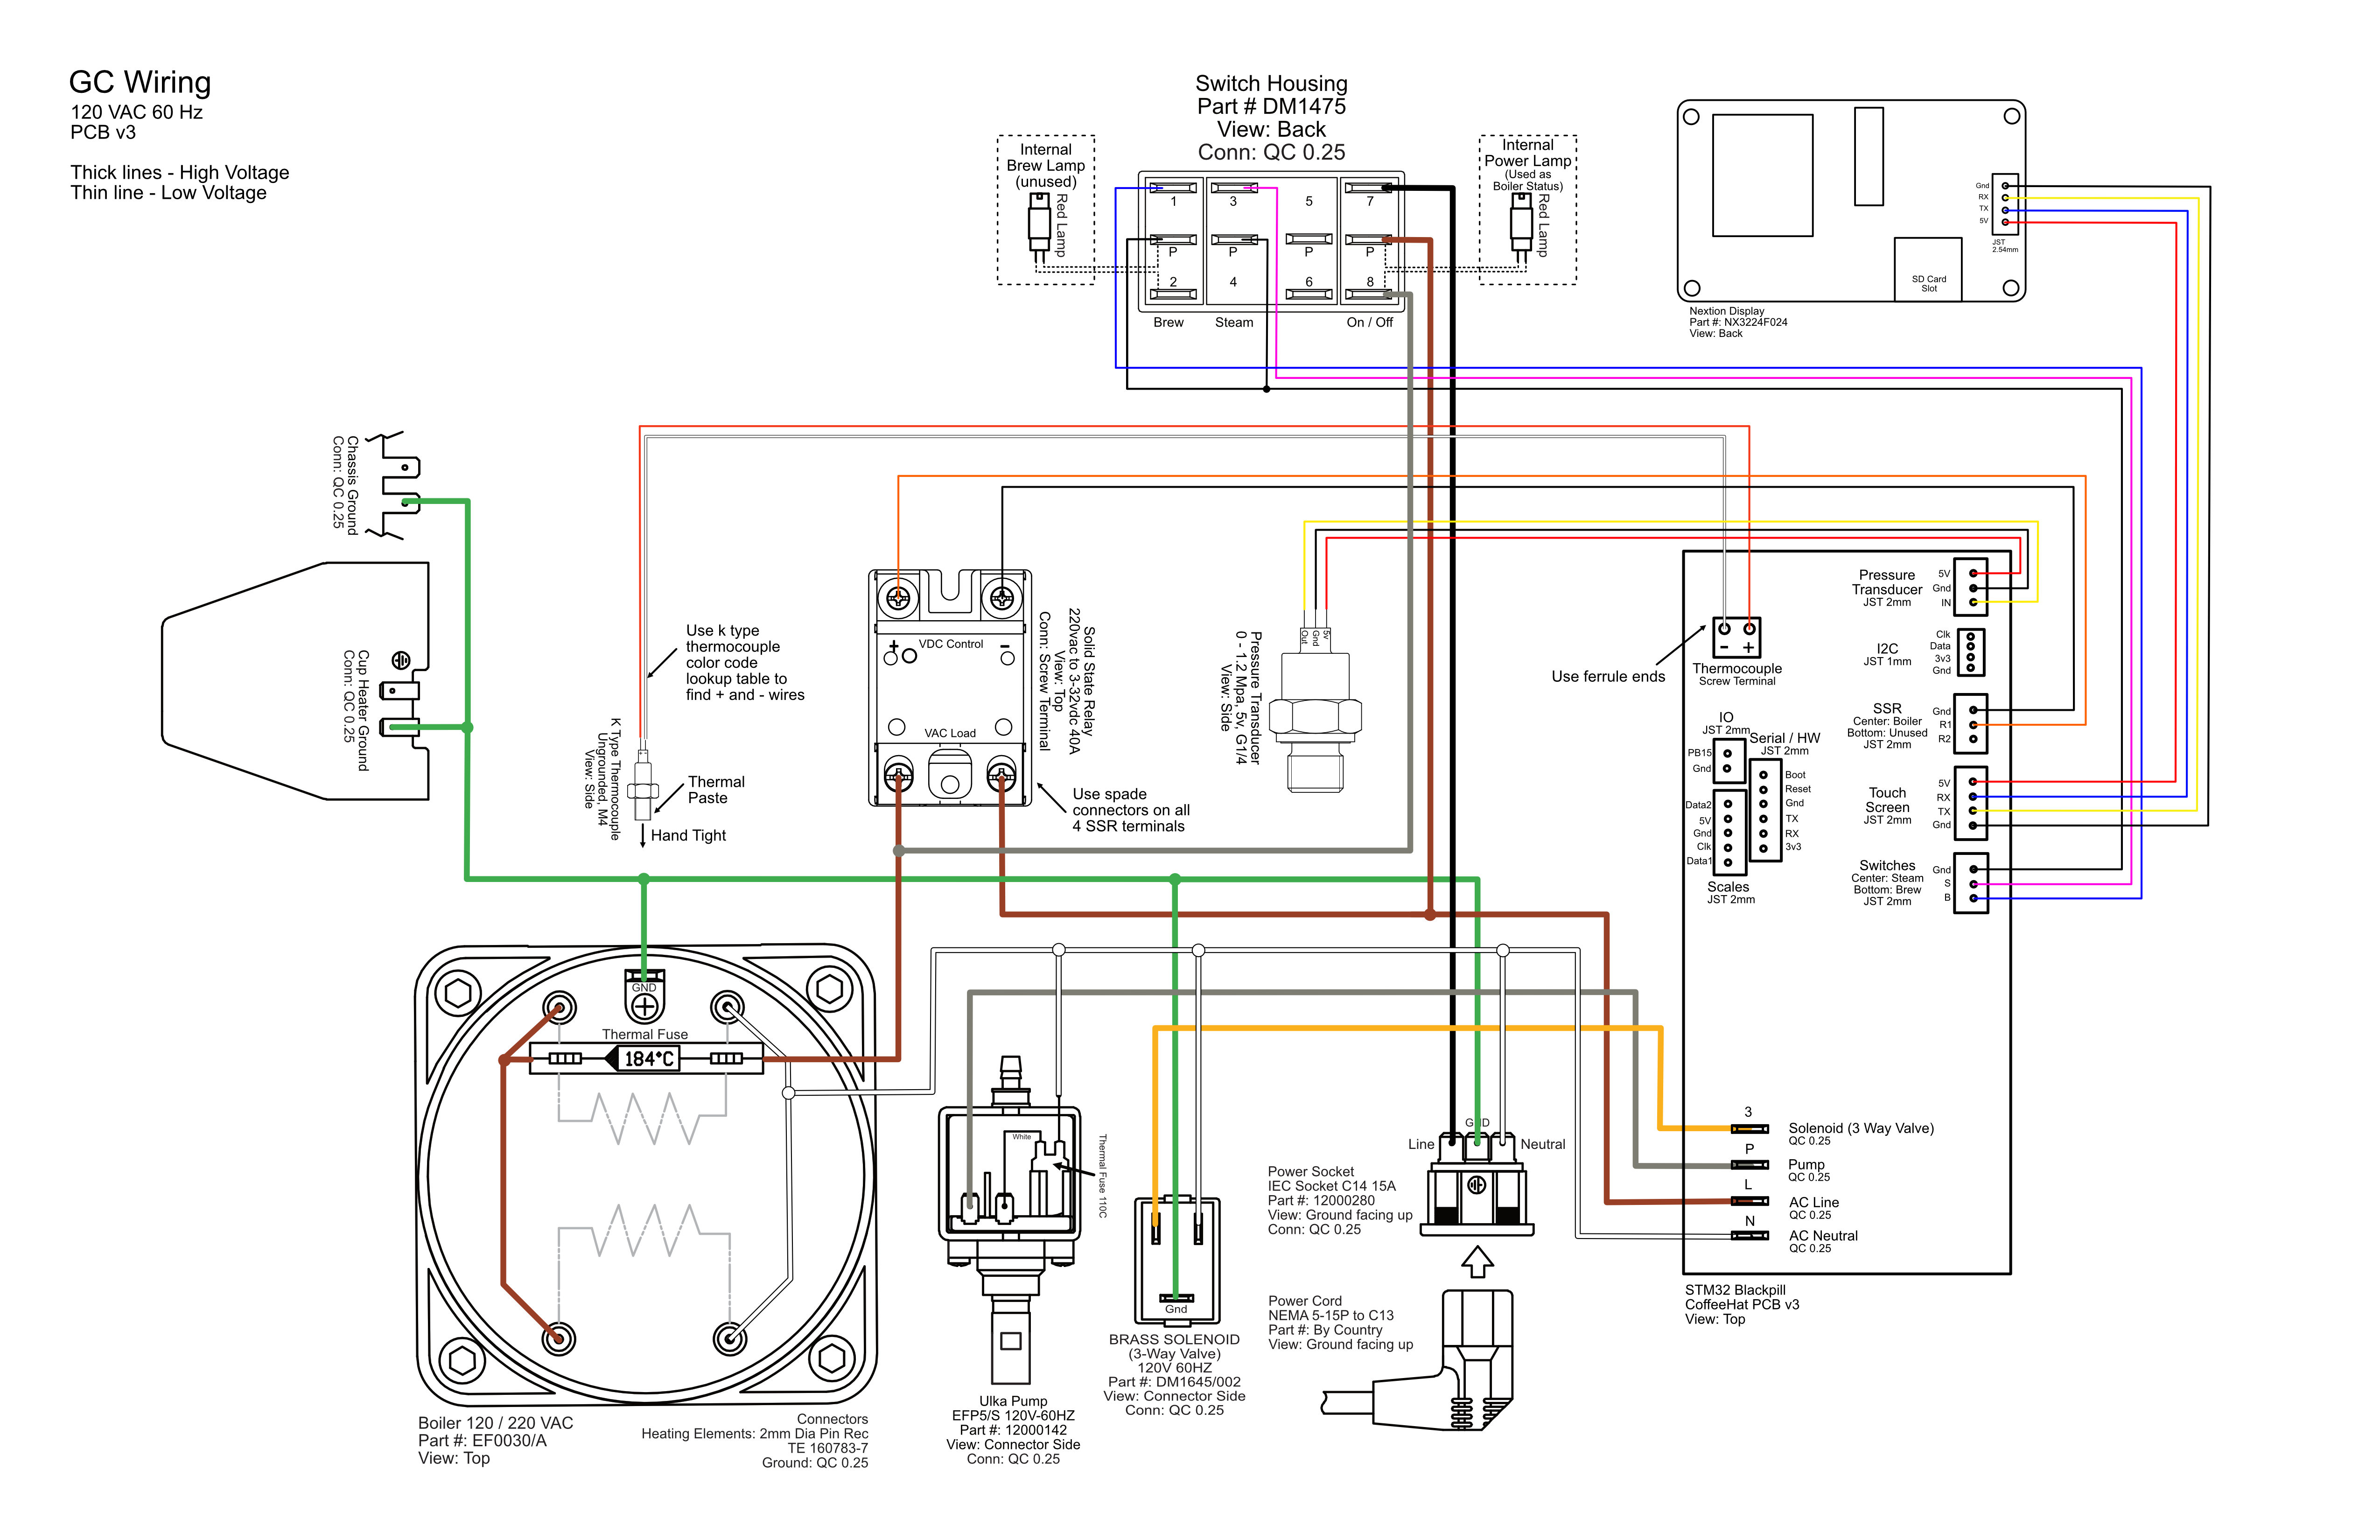 GC Wiring
120 VAC 60 Hz
PCB v3
Thick lines - High Voltage
Thin line - Low Voltage
Switch Housing
Part # DM1475
View: Back
Conn: QC 0.25
Internal
Brew Lamp
(unused)
Red Lamp
Internal
Power Lamp
(Used as
Boiler Status)
Red Lamp
1
3
5
7
P
P
P
P
2
4
6
8
Brew
Steam
On / Off
Gnd
RX
TX
5V
JST
2.54mm
SD Card
Slot
Nextion Display
Part #: NX3224F024
View: Back
Chassis Ground
Conn: QC 0.25
Cup Heater Ground
Conn: QC 0.25
Use k type
thermocouple
color code
lookup table to
find + and - wires
K Type Thermocouple
Ungrounded, M4
View: Side
Thermal
Paste
Hand Tight
+
VDC Control
-
VAC Load
Solid State Relay
220vac to 3-32vdc 40A
View: Top
Conn: Screw Terminal
Use spade
connectors on all
4 SSR terminals
Out
Gnd
5v
Pressure Transducer
0 - 1.2 Mpa, 5v, G1/4
View: Side
Use ferrule ends
- +
Thermocouple
Screw Terminal
Pressure
Transducer
JST 2mm
5V
Gnd
IN
I2C
JST 1mm
Clk
Data
3v3
Gnd
SSR
Center: Boiler
Bottom: Unused
JST 2mm
Gnd
R1
R2
IO
JST 2mm
PB15
Gnd
Serial / HW
JST 2mm
Boot
Reset
Gnd
TX
RX
3v3
Data2
5V
Gnd
Clk
Data1
Scales
JST 2mm
Touch
Screen
JST 2mm
5V
RX
TX
Gnd
Switches
Center: Steam
Bottom: Brew
JST 2mm
Gnd
S
B
3
Solenoid (3 Way Valve)
QC 0.25
P
Pump
QC 0.25
L
AC Line
QC 0.25
N
AC Neutral
QC 0.25
STM32 Blackpill
CoffeeHat PCB v3
View: Top
GND
Thermal Fuse
184°C
Boiler 120 / 220 VAC
Part #: EF0030/A
View: Top
Connectors
Heating Elements: 2mm Dia Pin Rec
TE 160783-7
Ground: QC 0.25
White
Thermal Fuse 110C
Ulka Pump
EFP5/S 120V-60HZ
Part #: 12000142
View: Connector Side
Conn: QC 0.25
Gnd
BRASS SOLENOID
(3-Way Valve)
120V 60HZ
Part #: DM1645/002
View: Connector Side
Conn: QC 0.25
GND
Line
Neutral
Power Socket
IEC Socket C14 15A
Part #: 12000280
View: Ground facing up
Conn: QC 0.25
Power Cord
NEMA 5-15P to C13
Part #: By Country
View: Ground facing up